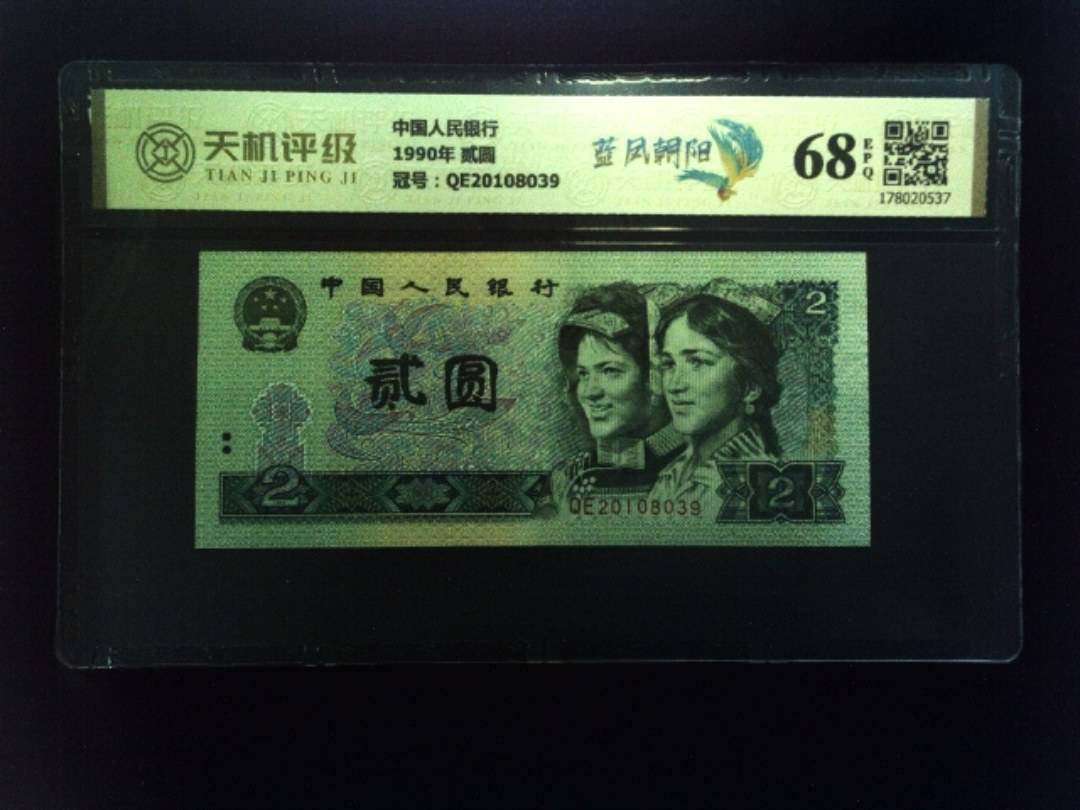 天机评级
TIAN JI PING JI
中国人民银行
1990年 贰圆
冠号：QE20108039
蓝凤朝阳
68
EPQ
178020537
中国人民银行
2
贰圆
2
QE20108039
2